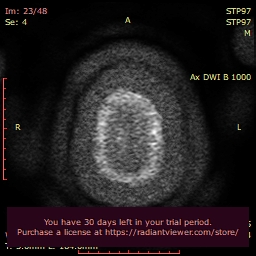 Im: 23/48
Se: 4
A
STP97
STP97
M
Ax DWI B 1000
R
L
You have 30 days left in your trial period.
Purchase a license at https://radiantviewer.com/store/